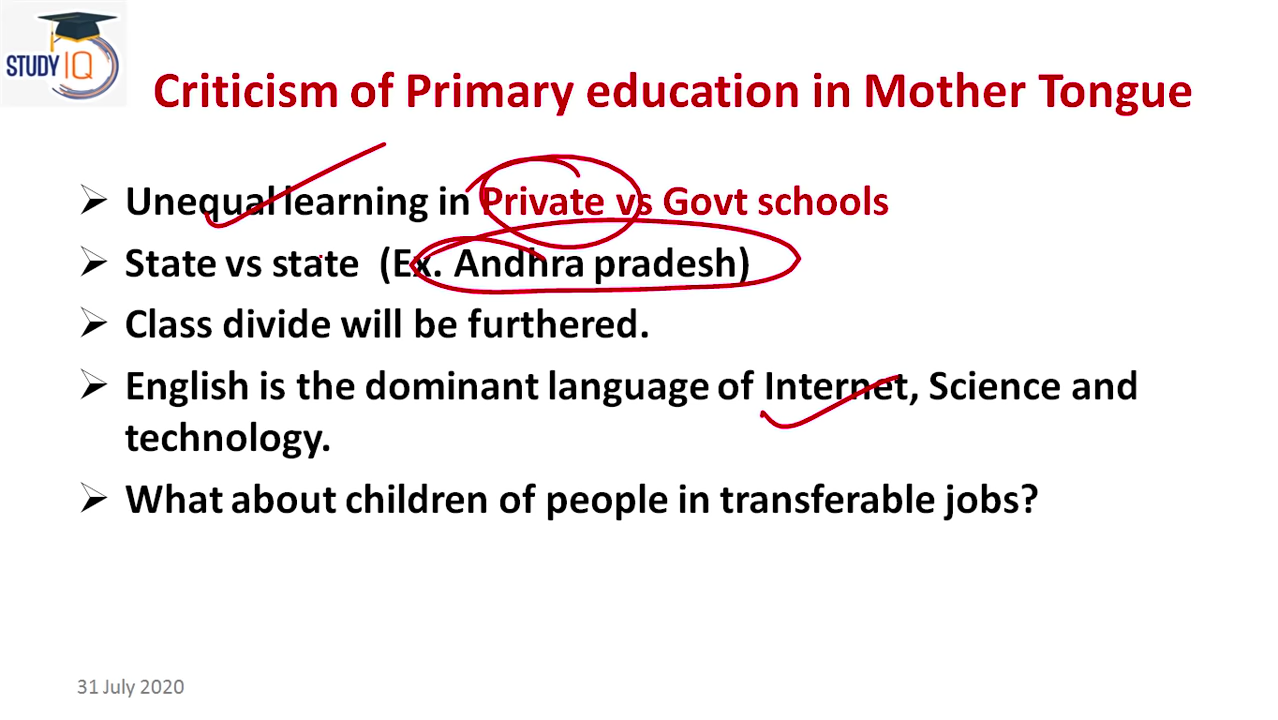 STUDY IQ
Criticism of Primary education in Mother Tongue
➢ Unequal learning in Private vs Govt schools
➢ State vs state (Ex. Andhra pradesh)
➢ Class divide will be furthered.
➢ English is the dominant language of Internet, Science and
technology.
➢ What about children of people in transferable jobs?
31 July 2020